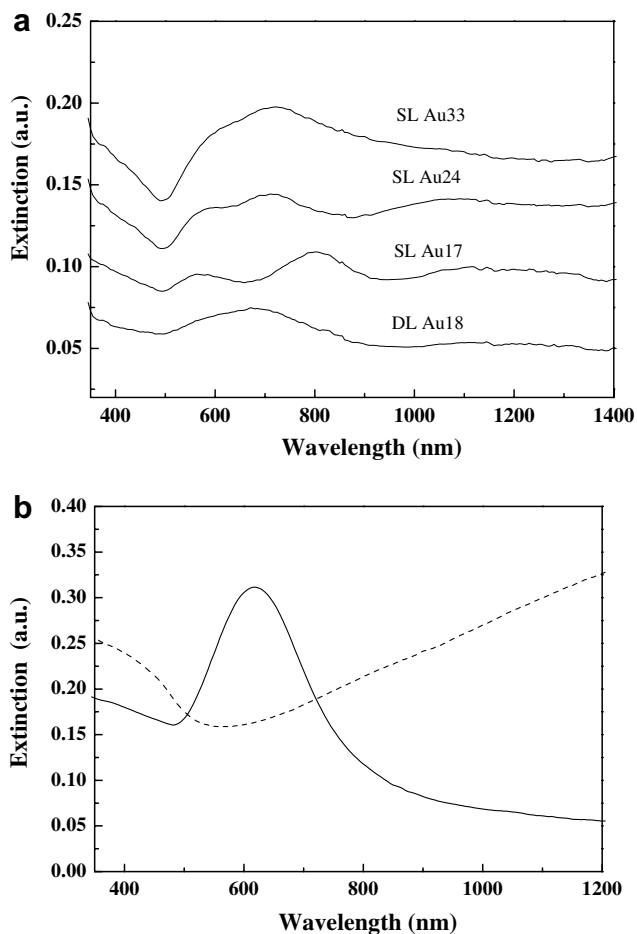 a
0.25
0.20
0.15
0.10
0.05
Extinction (a.u.)
SL Au33
SL Au24
SL Au17
DL Au18
400 600 800 1000 1200 1400
Wavelength (nm)
b
0.40
0.35
0.30
0.25
0.20
0.15
0.10
0.05
0.00
Extinction (a.u.)
400 600 800 1000 1200
Wavelength (nm)